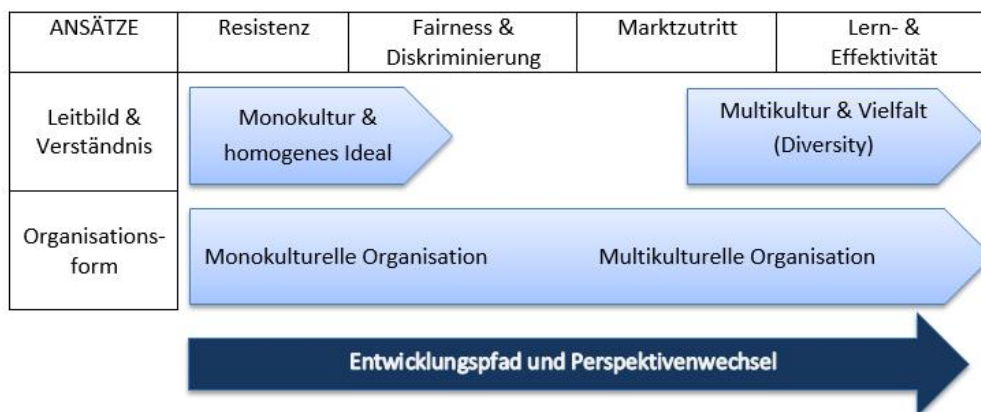 ANSÄTZE
Resistenz
Fairness &
Diskriminierung
Marktzutritt
Lern- &
Effektivität
Leitbild &
Verständnis
Monokultur &
homogenes Ideal
Multikultur & Vielfalt
(Diversity)
Organisations-
form
Monokulturelle Organisation
Multikulturelle Organisation
Entwicklungspfad und Perspektivenwechsel